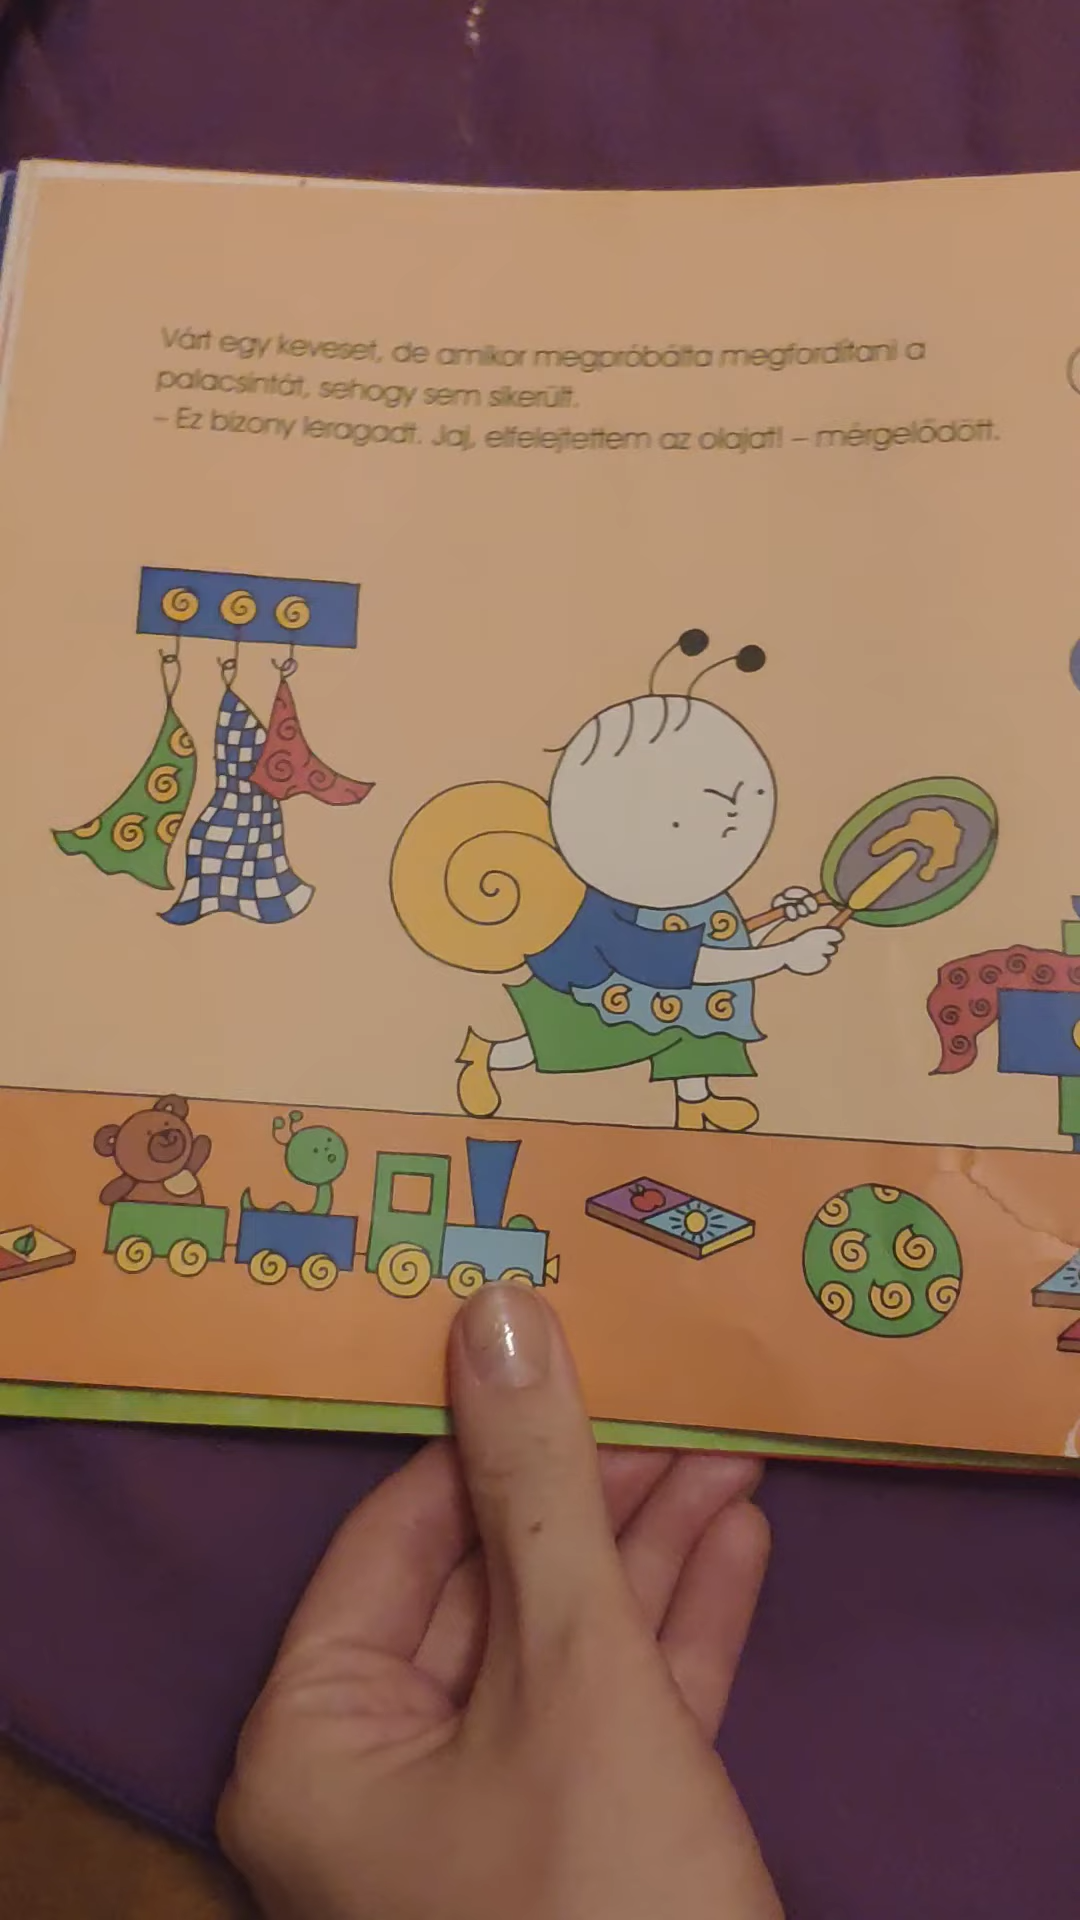 Várt egy keveset, de amikor megpróbálta megfordítani a
palacsintát, sehogy sem sikerült.
– Ez bizony leragadt. Jaj, elfelejtettem az olajat! – mérgelődött.